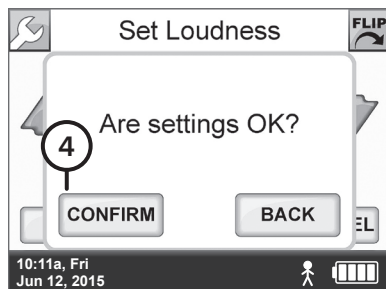 Set Loudness
FLIP
Are settings OK?
4
CONFIRM
BACK
EL
10:11a, Fri
Jun 12, 2015